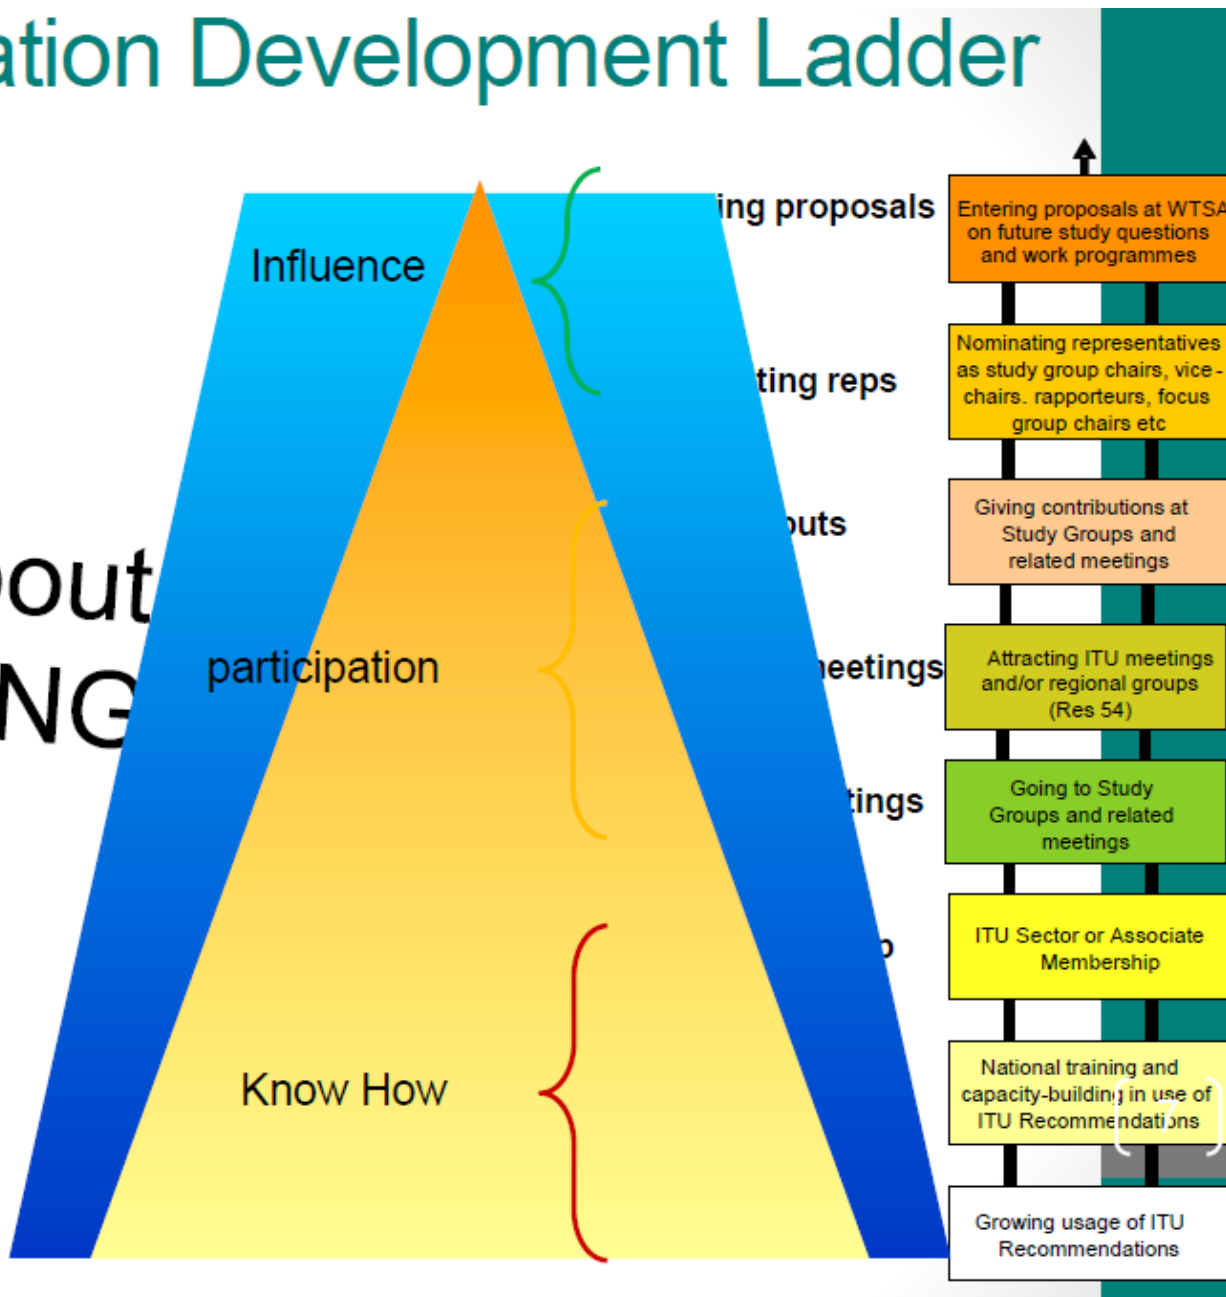 ation Development Ladder
ing proposals
Entering proposals at WTSA
on future study questions
and work programmes
Influence
Nominating representatives
as study group chairs, vice-
chairs. rapporteurs, focus
group chairs etc
ting reps
Giving contributions at
Study Groups and
related meetings
outs
out
NG
participation
neetings
Attracting ITU meetings
and/or regional groups
(Res 54)
tings
Going to Study
Groups and related
meetings
p
ITU Sector or Associate
Membership
Know How
National training and
capacity-building in use of
ITU Recommendations
7
Growing usage of ITU
Recommendations